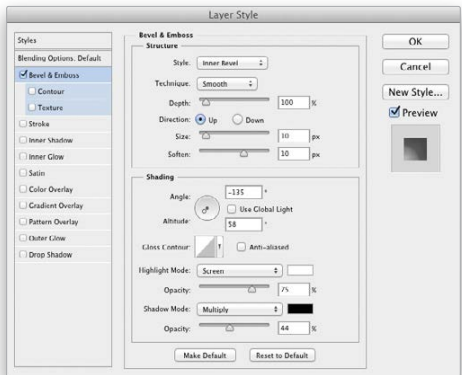 Layer Style
Styles
Blending Options: Default
Bevel & Emboss
Contour
Texture
Stroke
Inner Shadow
Inner Glow
Satin
Color Overlay
Gradient Overlay
Pattern Overlay
Outer Glow
Drop Shadow
Bevel & Emboss
Structure
Style: Inner Bevel
Technique: Smooth
Depth: 100 %
Direction: Up Down
Size: 10 px
Soften: 10 px
Shading
Angle: -135 °
Use Global Light
Altitude: 58 °
Gloss Contour: Anti-aliased
Highlight Mode: Screen
Opacity: 75 %
Shadow Mode: Multiply
Opacity: 44 %
Make Default Reset to Default
OK
Cancel
New Style...
Preview